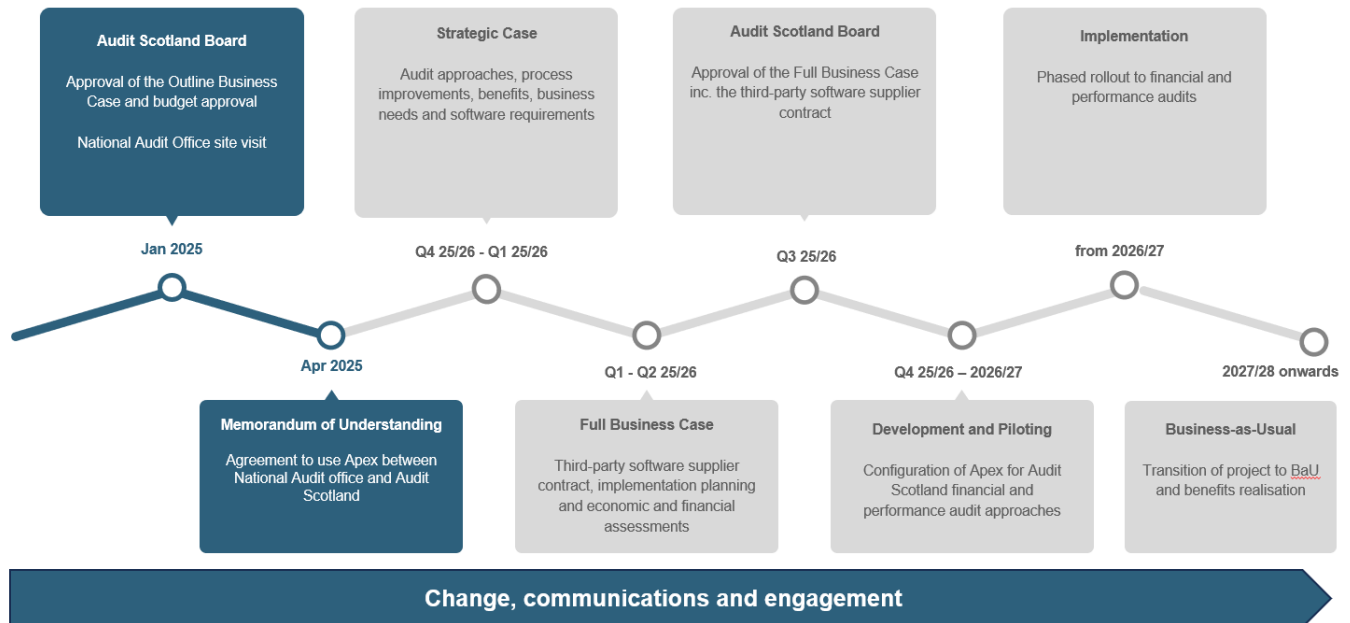 Audit Scotland Board
Approval of the Outline Business
Case and budget approval
National Audit Office site visit
Jan 2025
Apr 2025
Memorandum of Understanding
Agreement to use Apex between
National Audit office and Audit
Scotland
Strategic Case
Audit approaches, process
improvements, benefits, business
needs and software requirements
Q4 25/26 - Q1 25/26
Q1 - Q2 25/26
Full Business Case
Third-party software supplier
contract, implementation planning
and economic and financial
assessments
Audit Scotland Board
Approval of the Full Business Case
inc. the third-party software supplier
contract
Q3 25/26
Q4 25/26 – 2026/27
Development and Piloting
Configuration of Apex for Audit
Scotland financial and
performance audit approaches
Implementation
Phased rollout to financial and
performance audits
from 2026/27
2027/28 onwards
Business-as-Usual
Transition of project to BaU
and benefits realisation
Change, communications and engagement